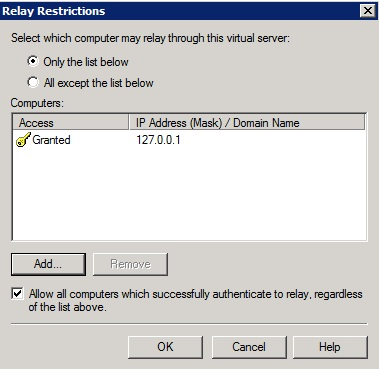 Relay Restrictions
Select which computer may relay through this virtual server:
Only the list below
All except the list below
Computers:
Access IP Address (Mask) / Domain Name
Granted 127.0.0.1
Add... Remove
Allow all computers which successfully authenticate to relay, regardless
of the list above.
OK Cancel Help